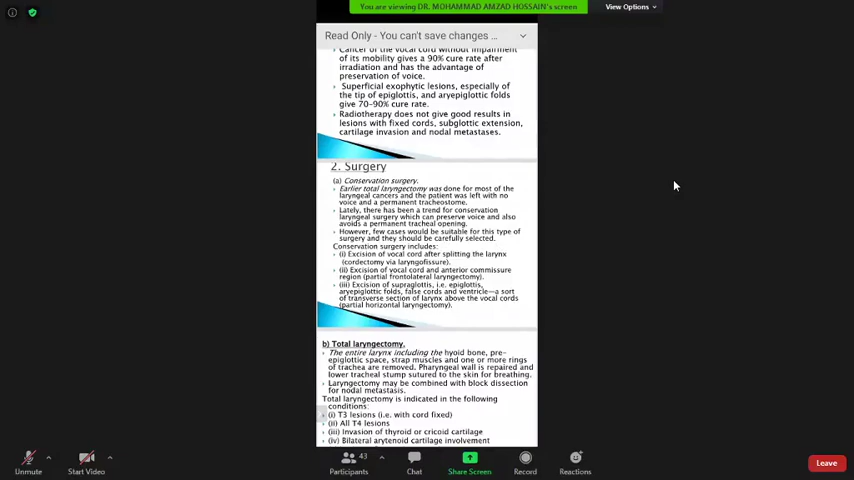 You are viewing DR. MOHAMMAD AMZAD HOSSAIN's screen
View Options
Read Only - You can't save changes ...
Cancer of the vocal cord without impairment
of its mobility gives a 90% cure rate after
irradiation and has the advantage of
preservation of voice.
Superficial exophytic lesions, especially of
the tip of epiglottis, and aryepiglottic folds
give 70-90% cure rate.
Radiotherapy does not give good results in
lesions with fixed cords, subglottic extension,
cartilage invasion and nodal metastases.
2. Surgery
(a) Conservation surgery.
Earlier total laryngectomy was done for most of the
laryngeal cancers and the patient was left with no
voice and a permanent tracheostome.
Lately, there has been a trend for conservation
laryngeal surgery which can preserve voice and also
avoids a permanent tracheal opening.
However, few cases would be suitable for this type of
surgery and they should be carefully selected.
Conservation surgery includes:
(i) Excision of vocal cord after splitting the larynx
(cordectomy via laryngofissure).
(ii) Excision of vocal cord and anterior commissure
region (partial frontolateral laryngectomy).
(iii) Excision of supraglottis, i.e. epiglottis,
aryepiglottic folds, false cords and ventricle—a sort
of transverse section of larynx above the vocal cords
(partial horizontal laryngectomy).
b) Total laryngectomy.
The entire larynx including the hyoid bone, pre-
epiglottic space, strap muscles and one or more rings
of trachea are removed. Pharyngeal wall is repaired and
lower tracheal stump sutured to the skin for breathing.
Laryngectomy may be combined with block dissection
for nodal metastasis.
Total laryngectomy is indicated in the following
conditions:
(i) T3 lesions (i.e. with cord fixed)
(ii) All T4 lesions
(iii) Invasion of thyroid or cricoid cartilage
(iv) Bilateral arytenoid cartilage involvement
Unmute
Start Video
Participants
43
Chat
Share Screen
Record
Reactions
Leave